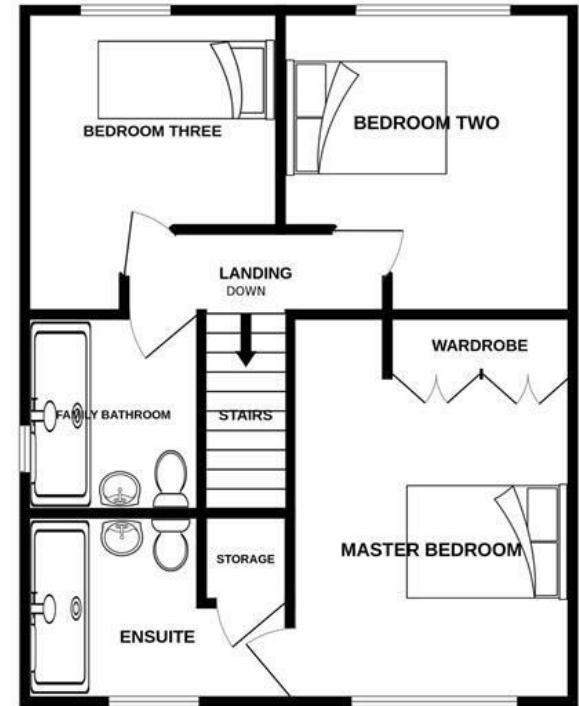 BEDROOM THREE
BEDROOM TWO
LANDING
DOWN
WARDROBE
FAMILY BATHROOM
STAIRS
MASTER BEDROOM
STORAGE
ENSUITE